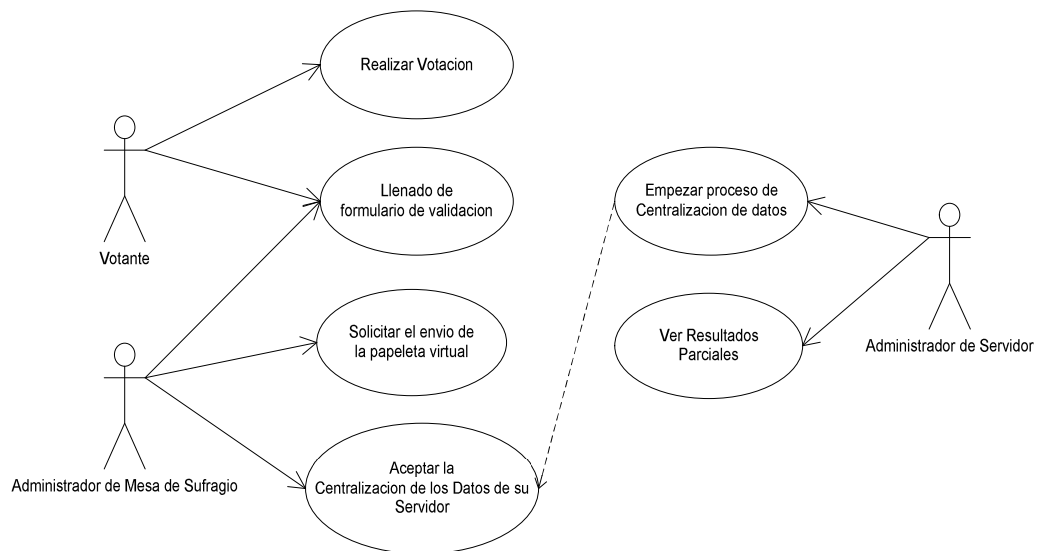 Realizar Votacion
Llenado de
formulario de validacion
Empezar proceso de
Centralizacion de datos
Votante
Solicitar el envio de
la papeleta virtual
Ver Resultados
Parciales
Administrador de Servidor
Administrador de Mesa de Sufragio
Aceptar la
Centralizacion de los Datos de su
Servidor